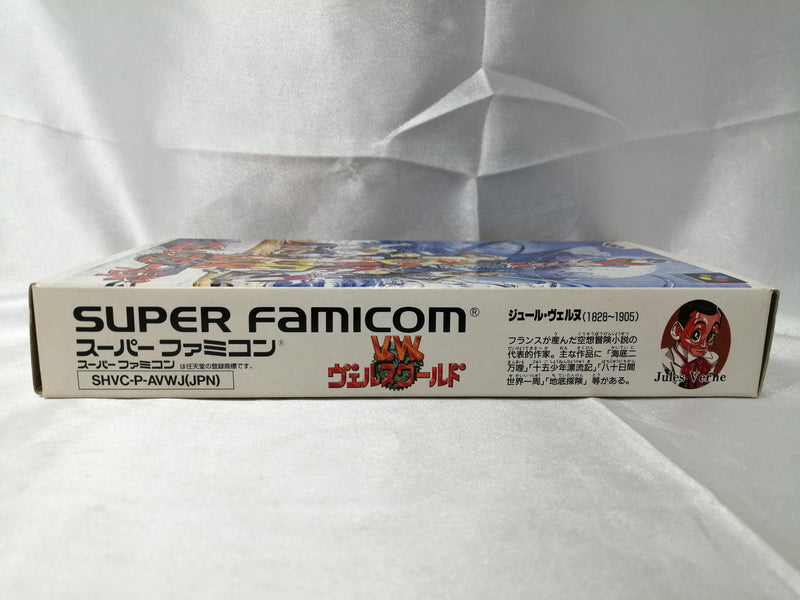 SUPER FAMICOM®
スーパーファミコン®
スーパーファミコンは任天堂の登録商標です。
SHVC-P-AVWJ(JPN)
V.W.
ヴェルヌワールド
ジュール・ヴェルヌ(1828~1905)
フランスが産んだ空想冒険小説の
代表的作家。主な作品に「海底二
万哩」「十五少年漂流記」「八十日間
世界一周」「地底探険」等がある。
Jules Verne